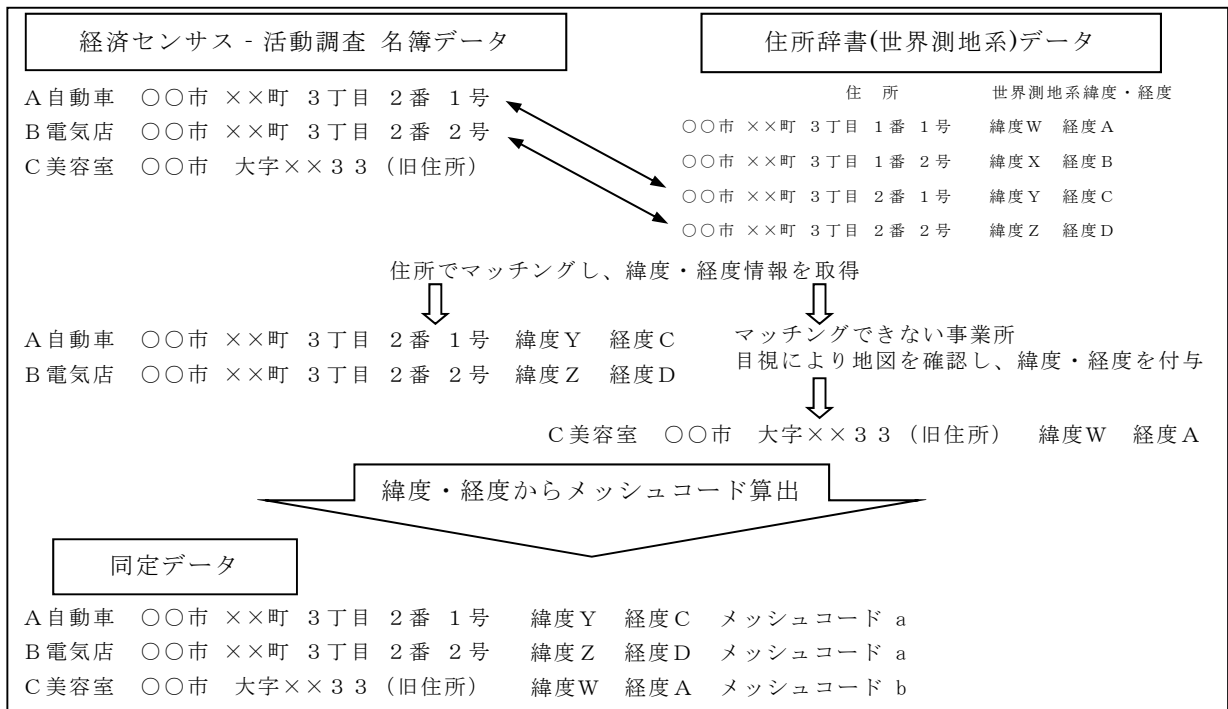 経済センサス‐活動調査 名簿データ
A自動車 ○○市 ××町 3丁目 2番 1号
B電気店 ○○市 ××町 3丁目 2番 2号
C美容室 ○○市 大字××33（旧住所）
住所辞書(世界測地系)データ
住 所 世界測地系緯度・経度
○○市 ××町 3丁目 1番 1号 緯度W 経度A
○○市 ××町 3丁目 1番 2号 緯度X 経度B
○○市 ××町 3丁目 2番 1号 緯度Y 経度C
○○市 ××町 3丁目 2番 2号 緯度Z 経度D
住所でマッチングし、緯度・経度情報を取得
A自動車 ○○市 ××町 3丁目 2番 1号 緯度Y 経度C
B電気店 ○○市 ××町 3丁目 2番 2号 緯度Z 経度D
マッチングできない事業所
目視により地図を確認し、緯度・経度を付与
C美容室 ○○市 大字××33（旧住所） 緯度W 経度A
緯度・経度からメッシュコード算出
同定データ
A自動車 ○○市 ××町 3丁目 2番 1号 緯度Y 経度C メッシュコード a
B電気店 ○○市 ××町 3丁目 2番 2号 緯度Z 経度D メッシュコード a
C美容室 ○○市 大字××33（旧住所） 緯度W 経度A メッシュコード b